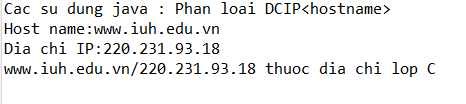 Cac su dung java : Phan loai DCIP<hostname>
Host name:www.iuh.edu.vn
Dia chi IP:220.231.93.18
www.iuh.edu.vn/220.231.93.18 thuoc dia chi lop C